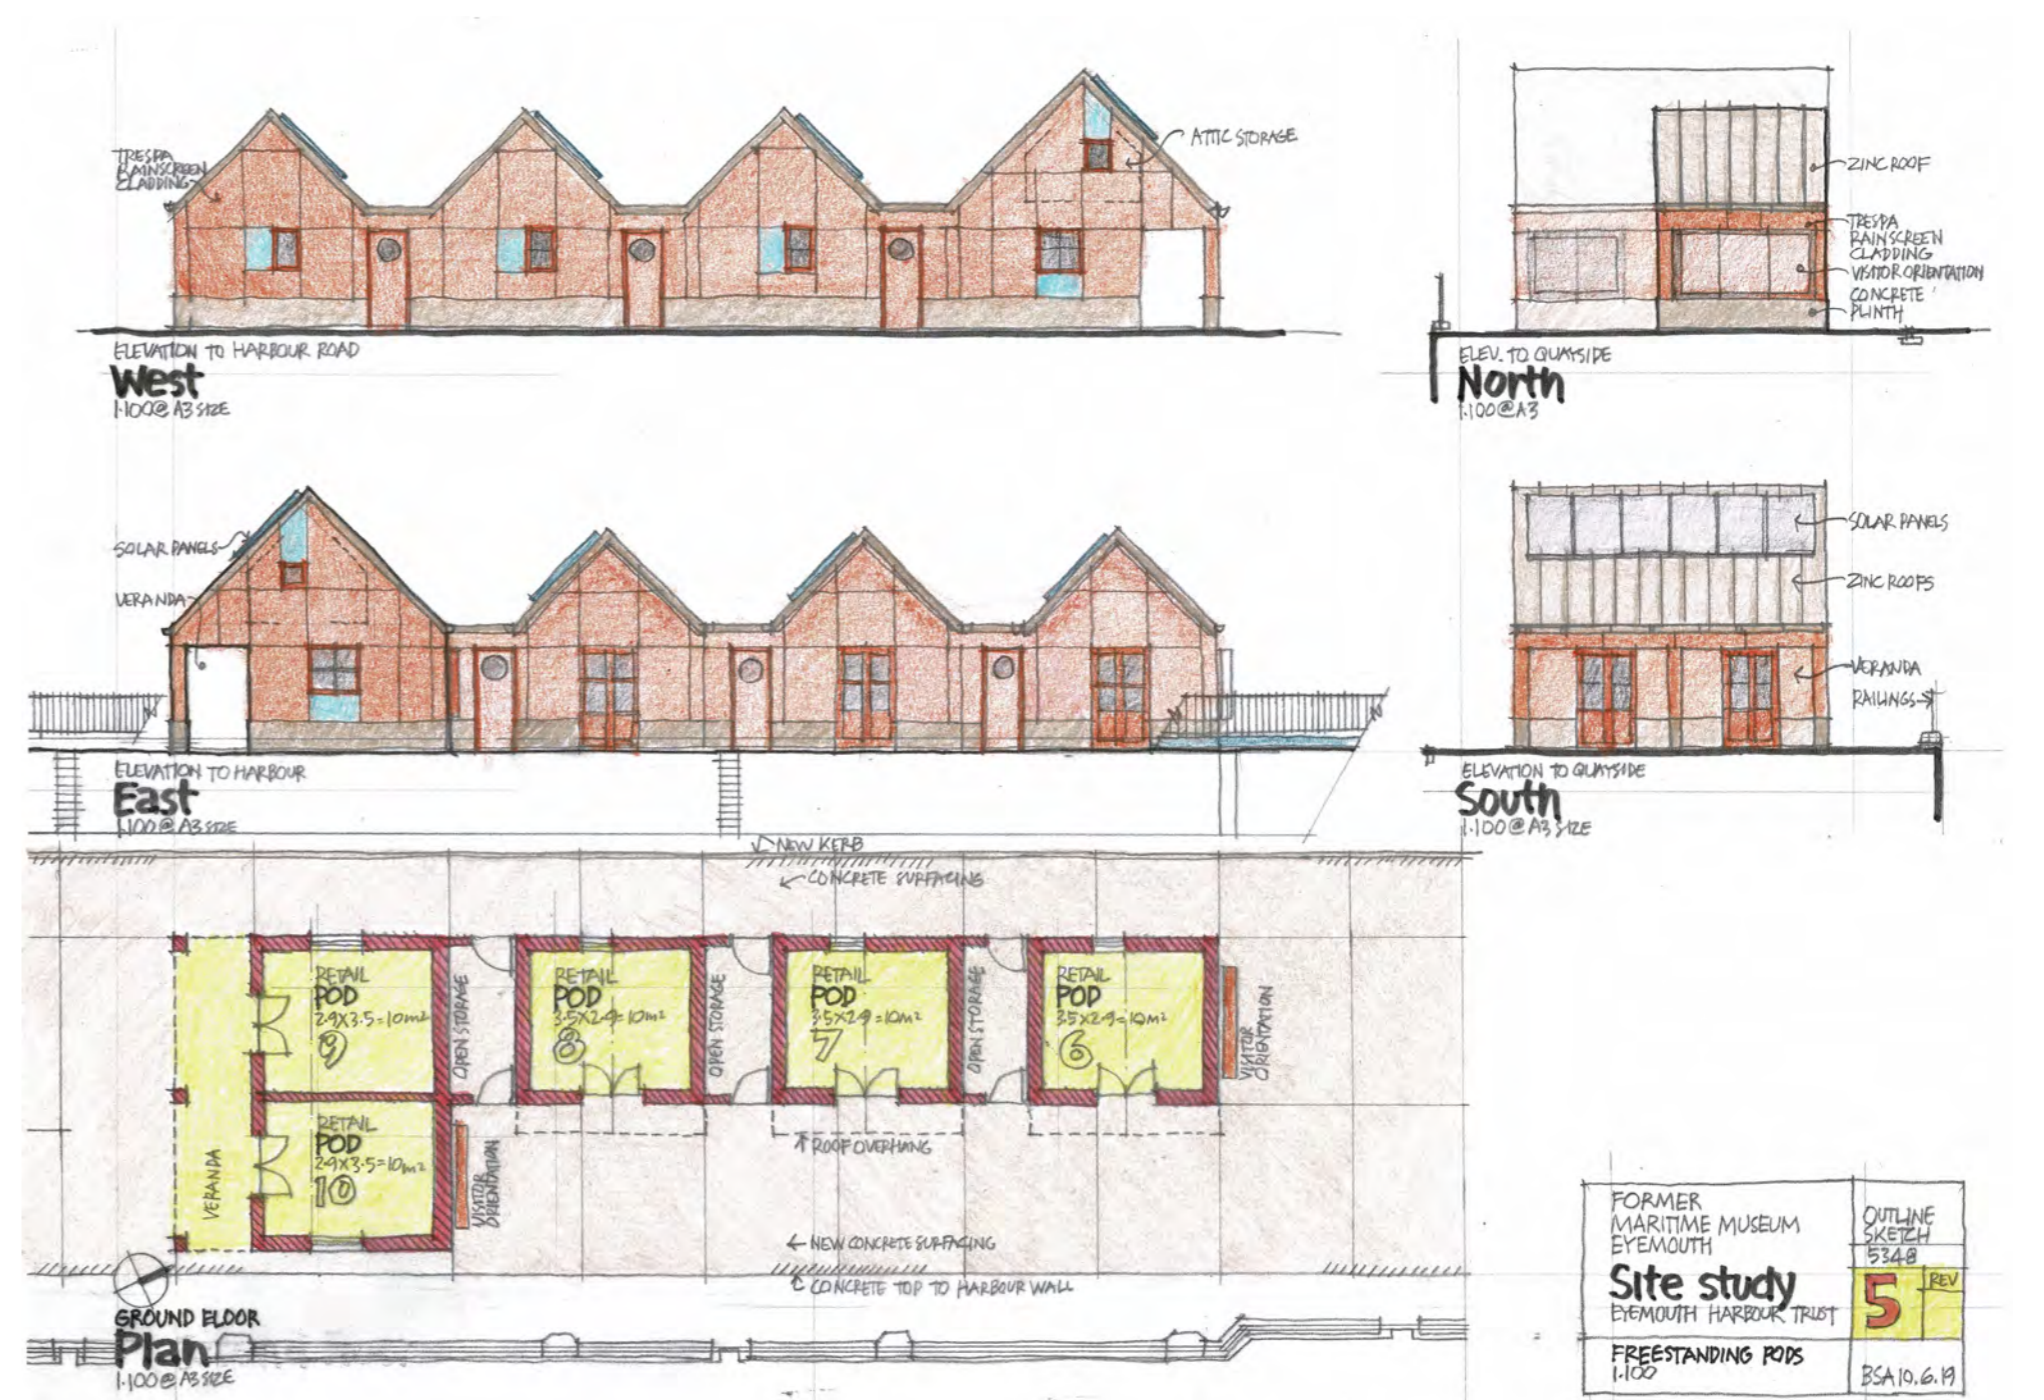 TRESPA
RAINSCREEN
CLADDING
ATTIC STORAGE
ELEVATION TO HARBOUR ROAD
West
1:100@ A3 SIZE
ZINC ROOF
TRESPA
RAINSCREEN
CLADDING
VISITOR ORIENTATION
CONCRETE
PLINTH
ELEV. TO QUAYSIDE
North
1:100@A3
SOLAR PANELS
VERANDA
ELEVATION TO HARBOUR
East
1:100@ A3 SIZE
SOLAR PANELS
ZINC ROOFS
VERANDA
RAILINGS
ELEVATION TO QUAYSIDE
South
1:100@ A3 SIZE
NEW KERB
CONCRETE SURFACING
RETAIL
POD
2.9X3.5=10m²
9
OPEN STORAGE
RETAIL
POD
3.5X2.9=10m²
8
OPEN STORAGE
RETAIL
POD
3.5X2.9=10m²
7
OPEN STORAGE
RETAIL
POD
3.5X2.9=10m²
6
VISITOR
ORIENTATION
RETAIL
POD
2.9X3.5=10m²
10
VERANDA
VISITOR
ORIENTATION
ROOF OVERHANG
NEW CONCRETE SURFACING
CONCRETE TOP TO HARBOUR WALL
GROUND FLOOR
Plan
1:100@ A3 SIZE
FORMER
MARITIME MUSEUM
EYEMOUTH
Site study
EYEMOUTH HARBOUR TRUST
FREESTANDING PODS
1:100
OUTLINE
SKETCH
5348
5
REV
BSA 10.6.19